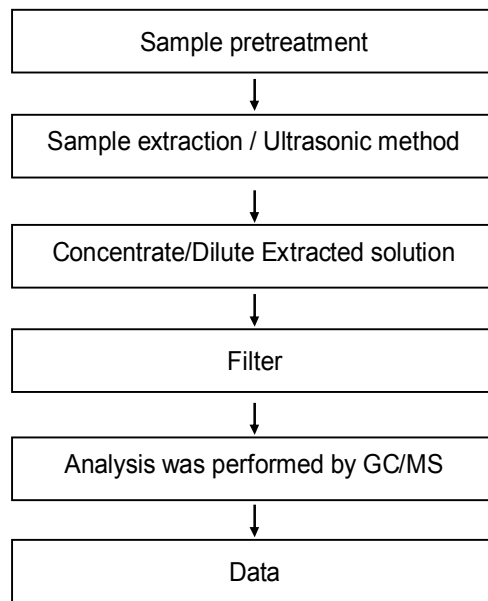 Sample pretreatment
Sample extraction / Ultrasonic method
Concentrate/Dilute Extracted solution
Filter
Analysis was performed by GC/MS
Data